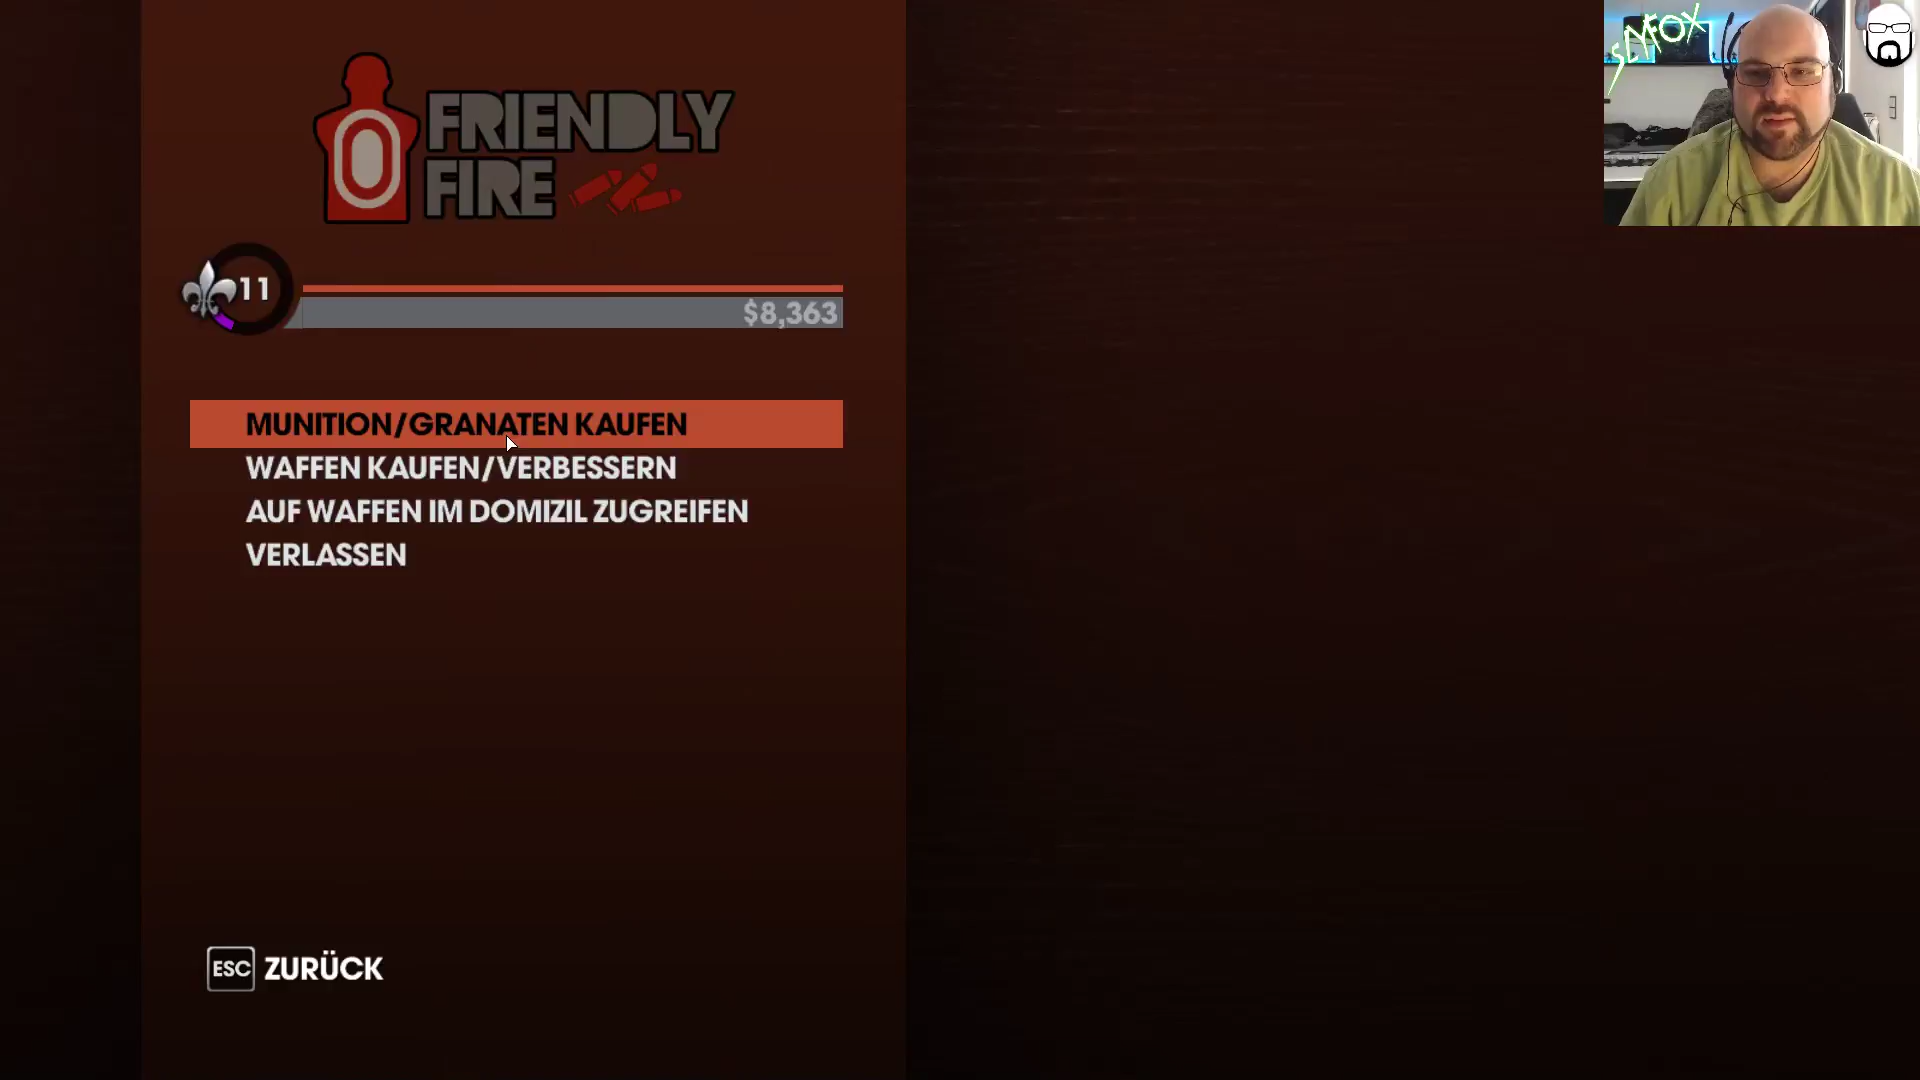 SLYFOX
FRIENDLY
FIRE
11
$8,363
MUNITION/GRANATEN KAUFEN
WAFFEN KAUFEN/VERBESSERN
AUF WAFFEN IM DOMIZIL ZUGREIFEN
VERLASSEN
ESC ZURÜCK